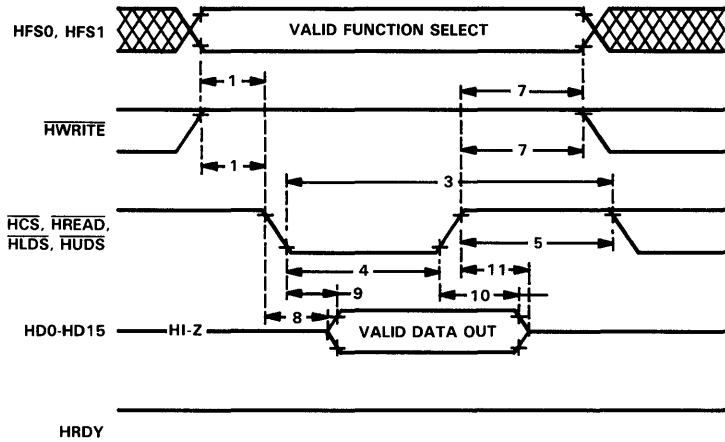 HFS0, HFS1
VALID FUNCTION SELECT
1
7
HWRITE
1
7
3
HCS, HREAD,
HLDS, HUDS
5
4
11
9
10
8
HD0-HD15
HI-Z
VALID DATA OUT
HRDY